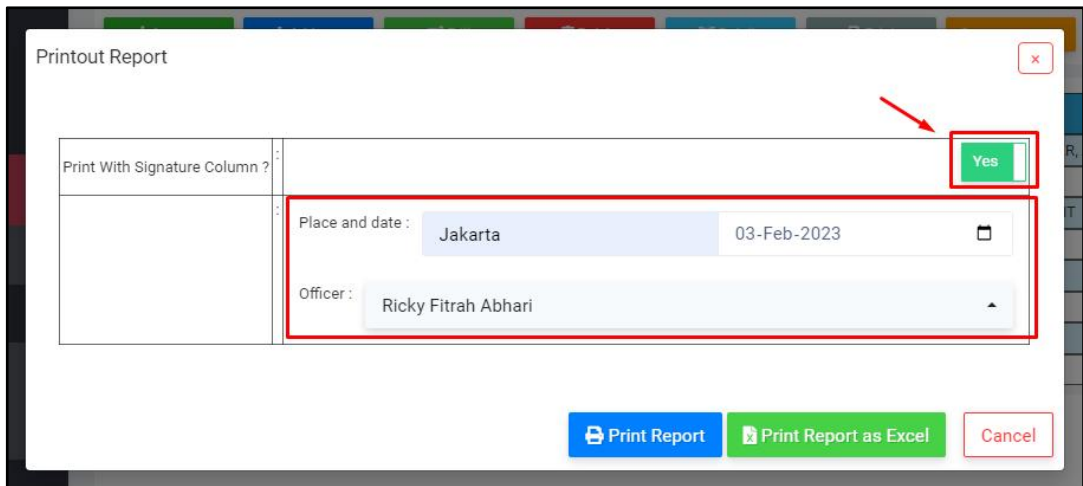 Printout Report
×
Print With Signature Column ? :
Yes
:
Place and date :
Jakarta
03-Feb-2023
Officer :
Ricky Fitrah Abhari
Print Report
Print Report as Excel
Cancel